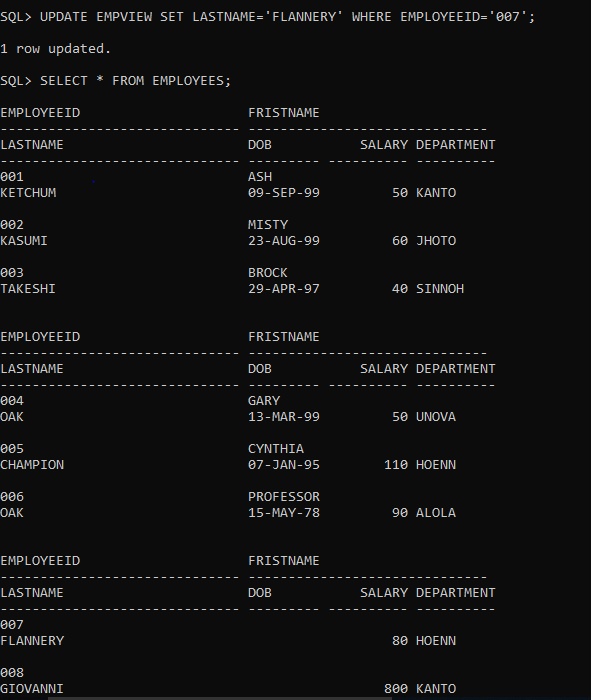 SQL> UPDATE EMPVIEW SET LASTNAME='FLANNERY' WHERE EMPLOYEEID='007';
1 row updated.
SQL> SELECT * FROM EMPLOYEES;
EMPLOYEEID                     FRISTNAME
------------------------------ ------------------------------
LASTNAME                       DOB           SALARY DEPARTMENT
------------------------------ --------- ---------- ----------
001                            ASH
KETCHUM                        09-SEP-99         50 KANTO
002                            MISTY
KASUMI                         23-AUG-99         60 JHOTO
003                            BROCK
TAKESHI                        29-APR-97         40 SINNOH
EMPLOYEEID                     FRISTNAME
------------------------------ ------------------------------
LASTNAME                       DOB           SALARY DEPARTMENT
------------------------------ --------- ---------- ----------
004                            GARY
OAK                            13-MAR-99         50 UNOVA
005                            CYNTHIA
CHAMPION                       07-JAN-95        110 HOENN
006                            PROFESSOR
OAK                            15-MAY-78         90 ALOLA
EMPLOYEEID                     FRISTNAME
------------------------------ ------------------------------
LASTNAME                       DOB           SALARY DEPARTMENT
------------------------------ --------- ---------- ----------
007
FLANNERY                                         80 HOENN
008
GIOVANNI                                        800 KANTO